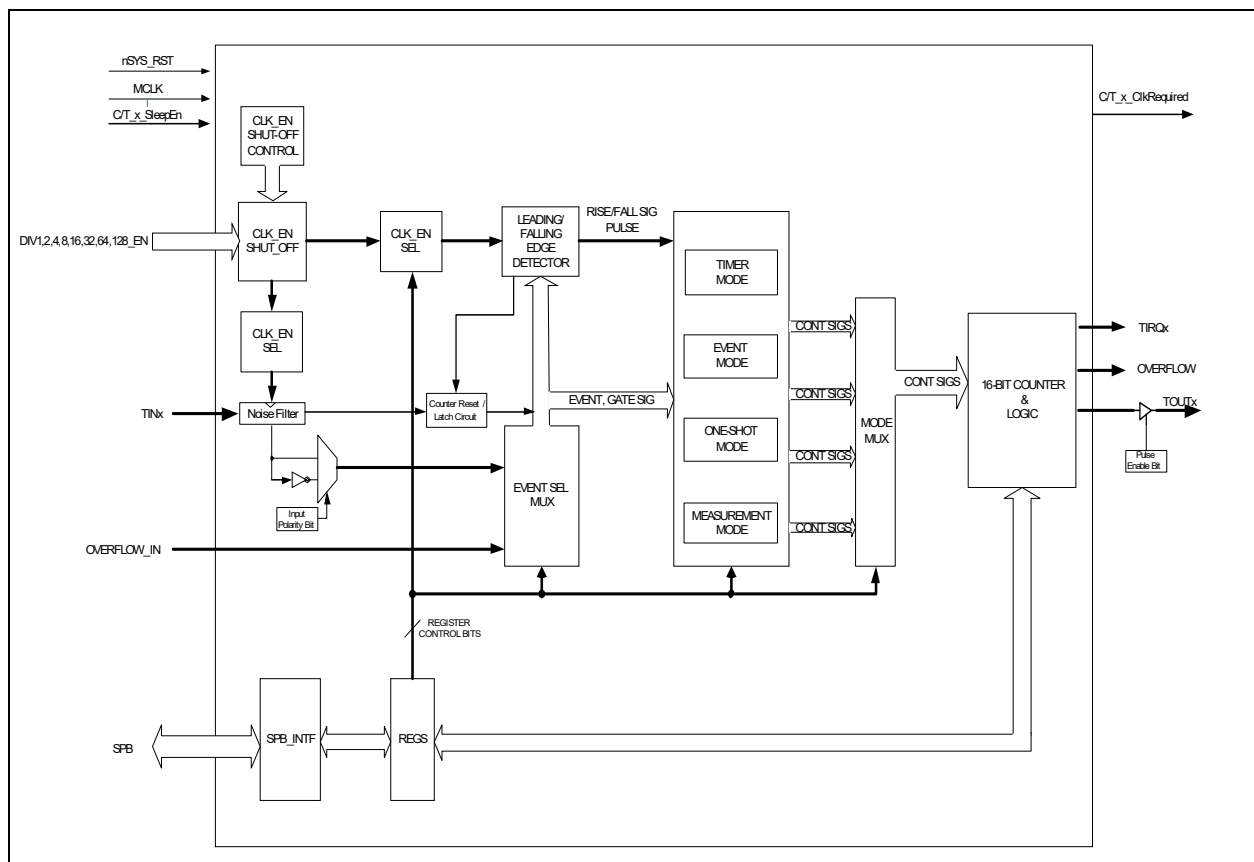 nSYS_RST
MCLK
C/T_x_SleepEn
C/T_x_ClkRequired
CLK_EN
SHUT-OFF
CONTROL
DIV1,2,4,8,16,32,64,128_EN
CLK_EN
SHUT_OFF
CLK_EN
SEL
LEADING/
FALLING
EDGE
DETECTOR
RISE/FALL SIG
PULSE
TIMER
MODE
CLK_EN
SEL
EVENT
MODE
CONT SIGS
TIRQx
OVERFLOW
TOUTx
16-BIT COUNTER
&
LOGIC
CONT SIGS
Pulse
Enable Bit
TINx
Noise Filter
Counter Reset /
Latch Circuit
EVENT, GATE SIG
CONT SIGS
MODE
MUX
ONE-SHOT
MODE
CONT SIGS
EVENT SEL
MUX
Input
Polarity Bit
MEASUREMENT
MODE
CONT SIGS
OVERFLOW_IN
REGISTER
CONTROL BITS
SPB
SPB_INTF
REGS